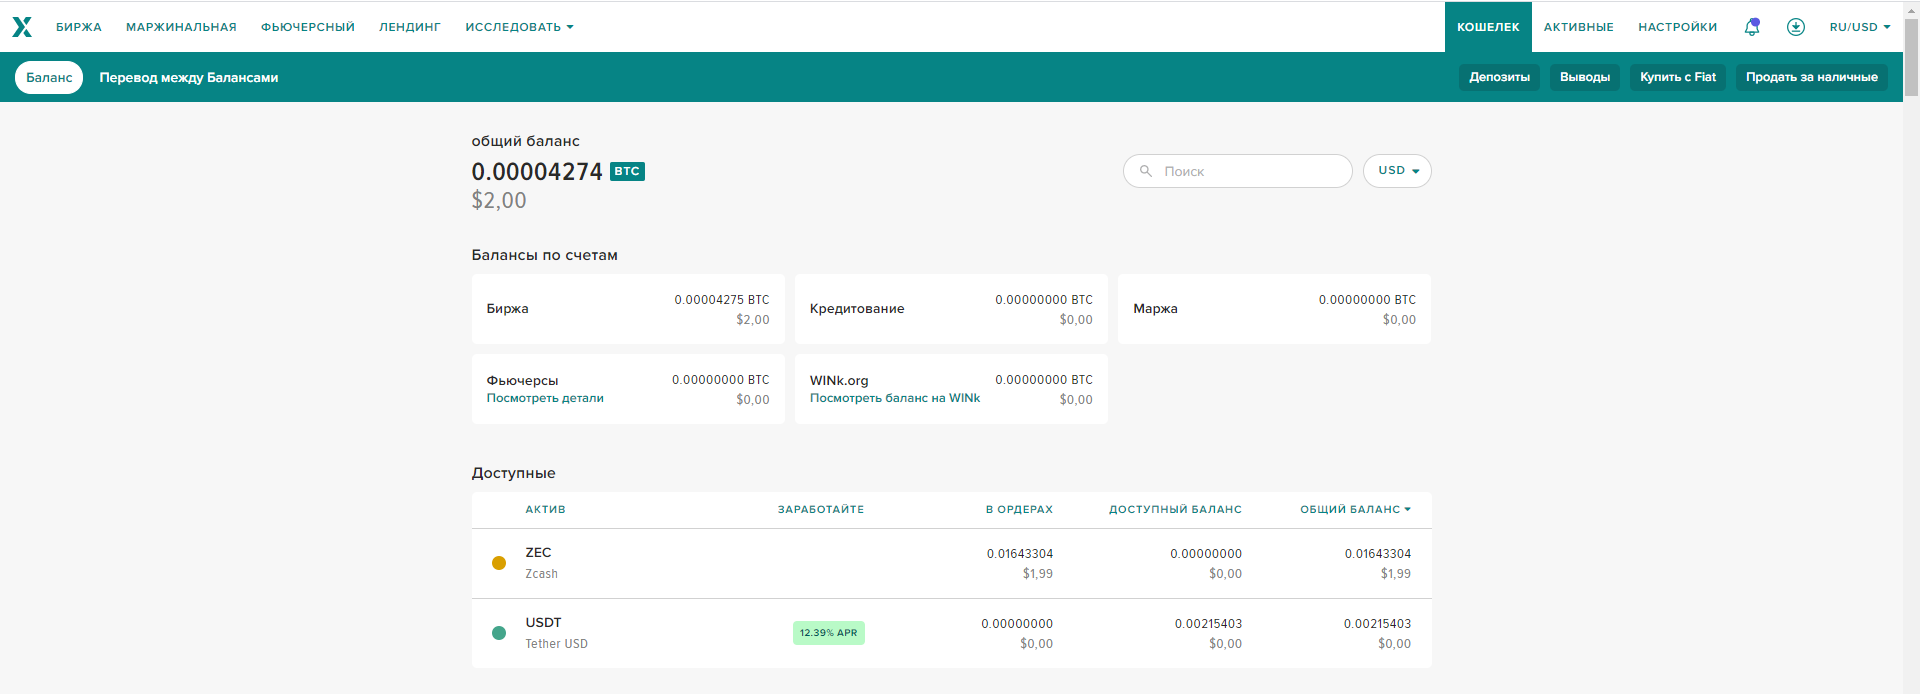 БИРЖА МАРЖИНАЛЬНАЯ ФЬЮЧЕРСНЫЙ ЛЕНДИНГ ИССЛЕДОВАТЬ КОШЕЛЕК АКТИВНЫЕ НАСТРОЙКИ RU/USD
Баланс Перевод между Балансами Депозиты Выводы Купить с Fiat Продать за наличные
общий баланс
0.00004274 BTC
$2,00
Поиск USD
Балансы по счетам
Биржа
0.00004275 BTC
$2,00
Кредитование
0.00000000 BTC
$0,00
Маржа
0.00000000 BTC
$0,00
Фьючерсы
Посмотреть детали
0.00000000 BTC
$0,00
WINk.org
Посмотреть баланс на WINk
0.00000000 BTC
$0,00
Доступные
АКТИВ ЗАРАБОТАЙТЕ В ОРДЕРАХ ДОСТУПНЫЙ БАЛАНС ОБЩИЙ БАЛАНС
ZEC 0.01643304 0.00000000 0.01643304
Zcash $1,99 $0,00 $1,99
USDT 0.00000000 0.00215403 0.00215403
12.39% APR
Tether USD $0,00 $0,00 $0,00